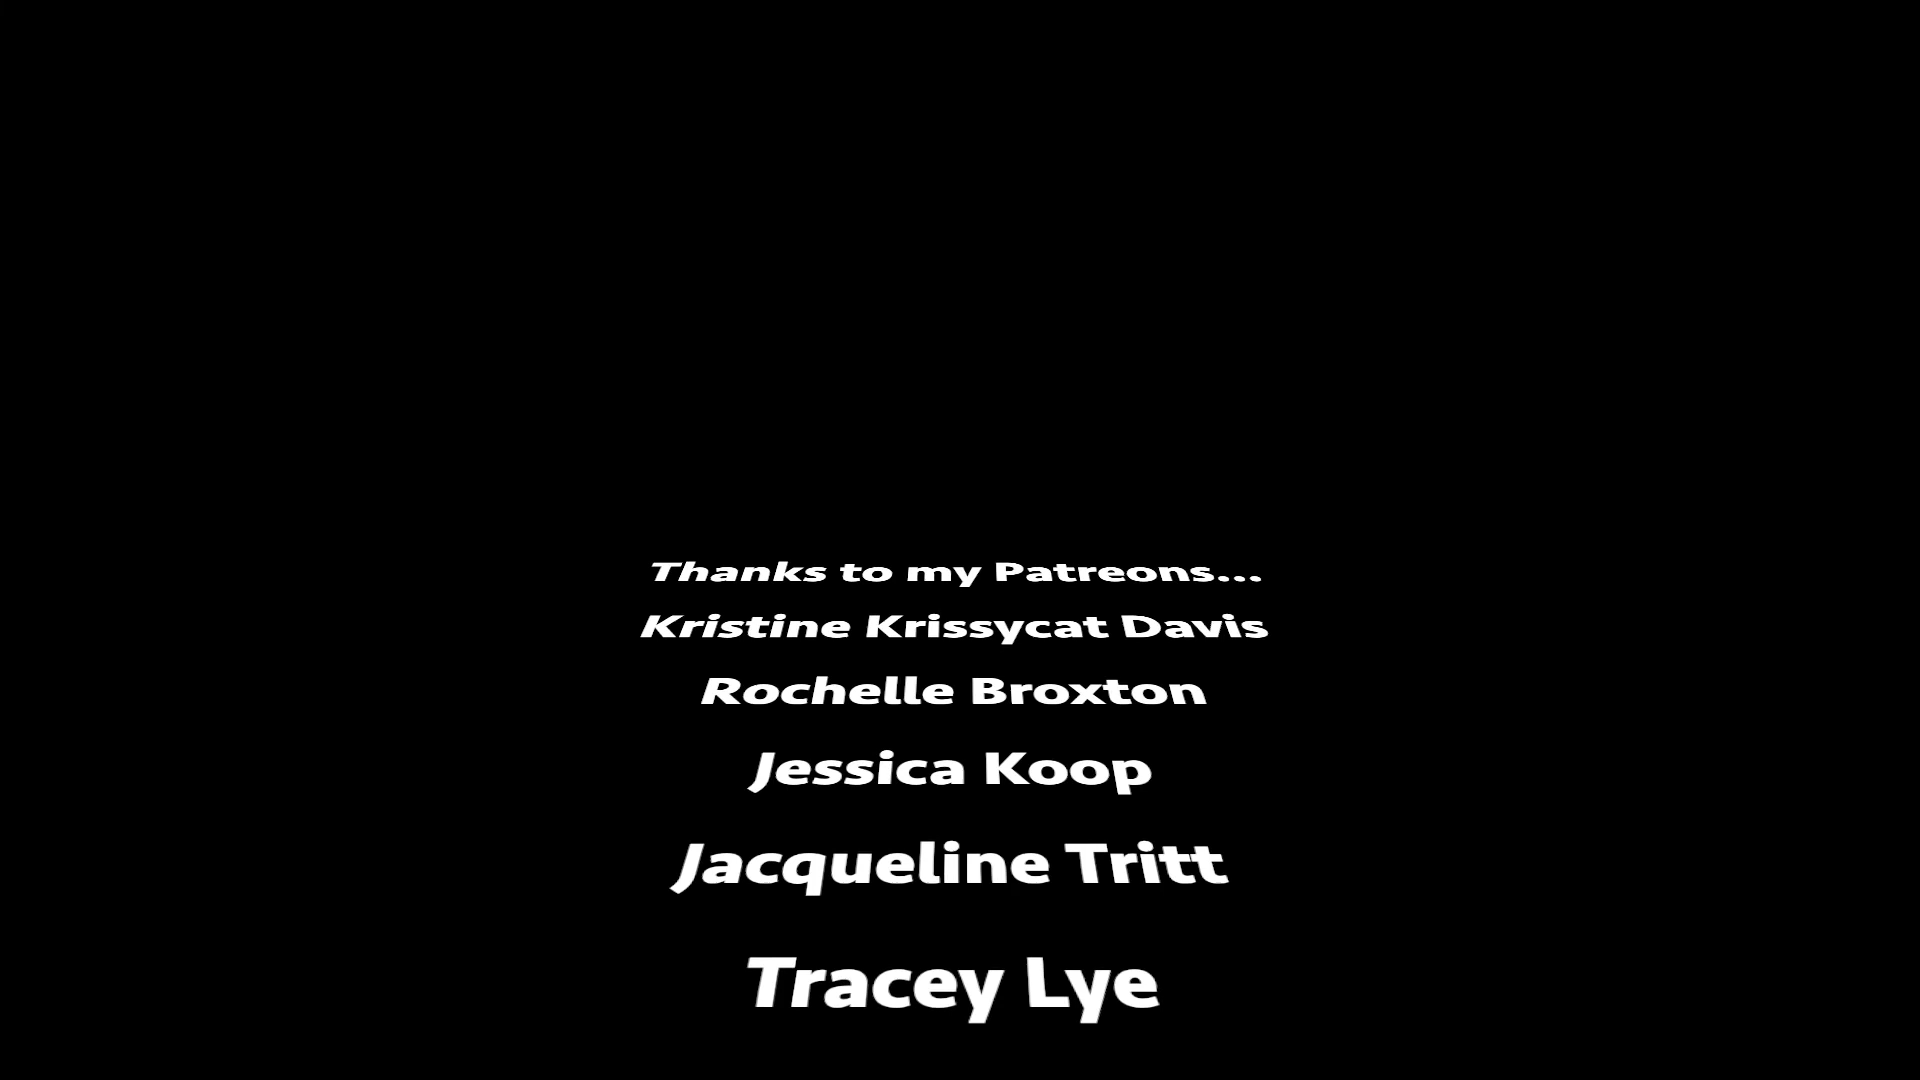 Thanks to my Patreons...
Kristine Krissycat Davis
Rochelle Broxton
Jessica Koop
Jacqueline Tritt
Tracey Lye